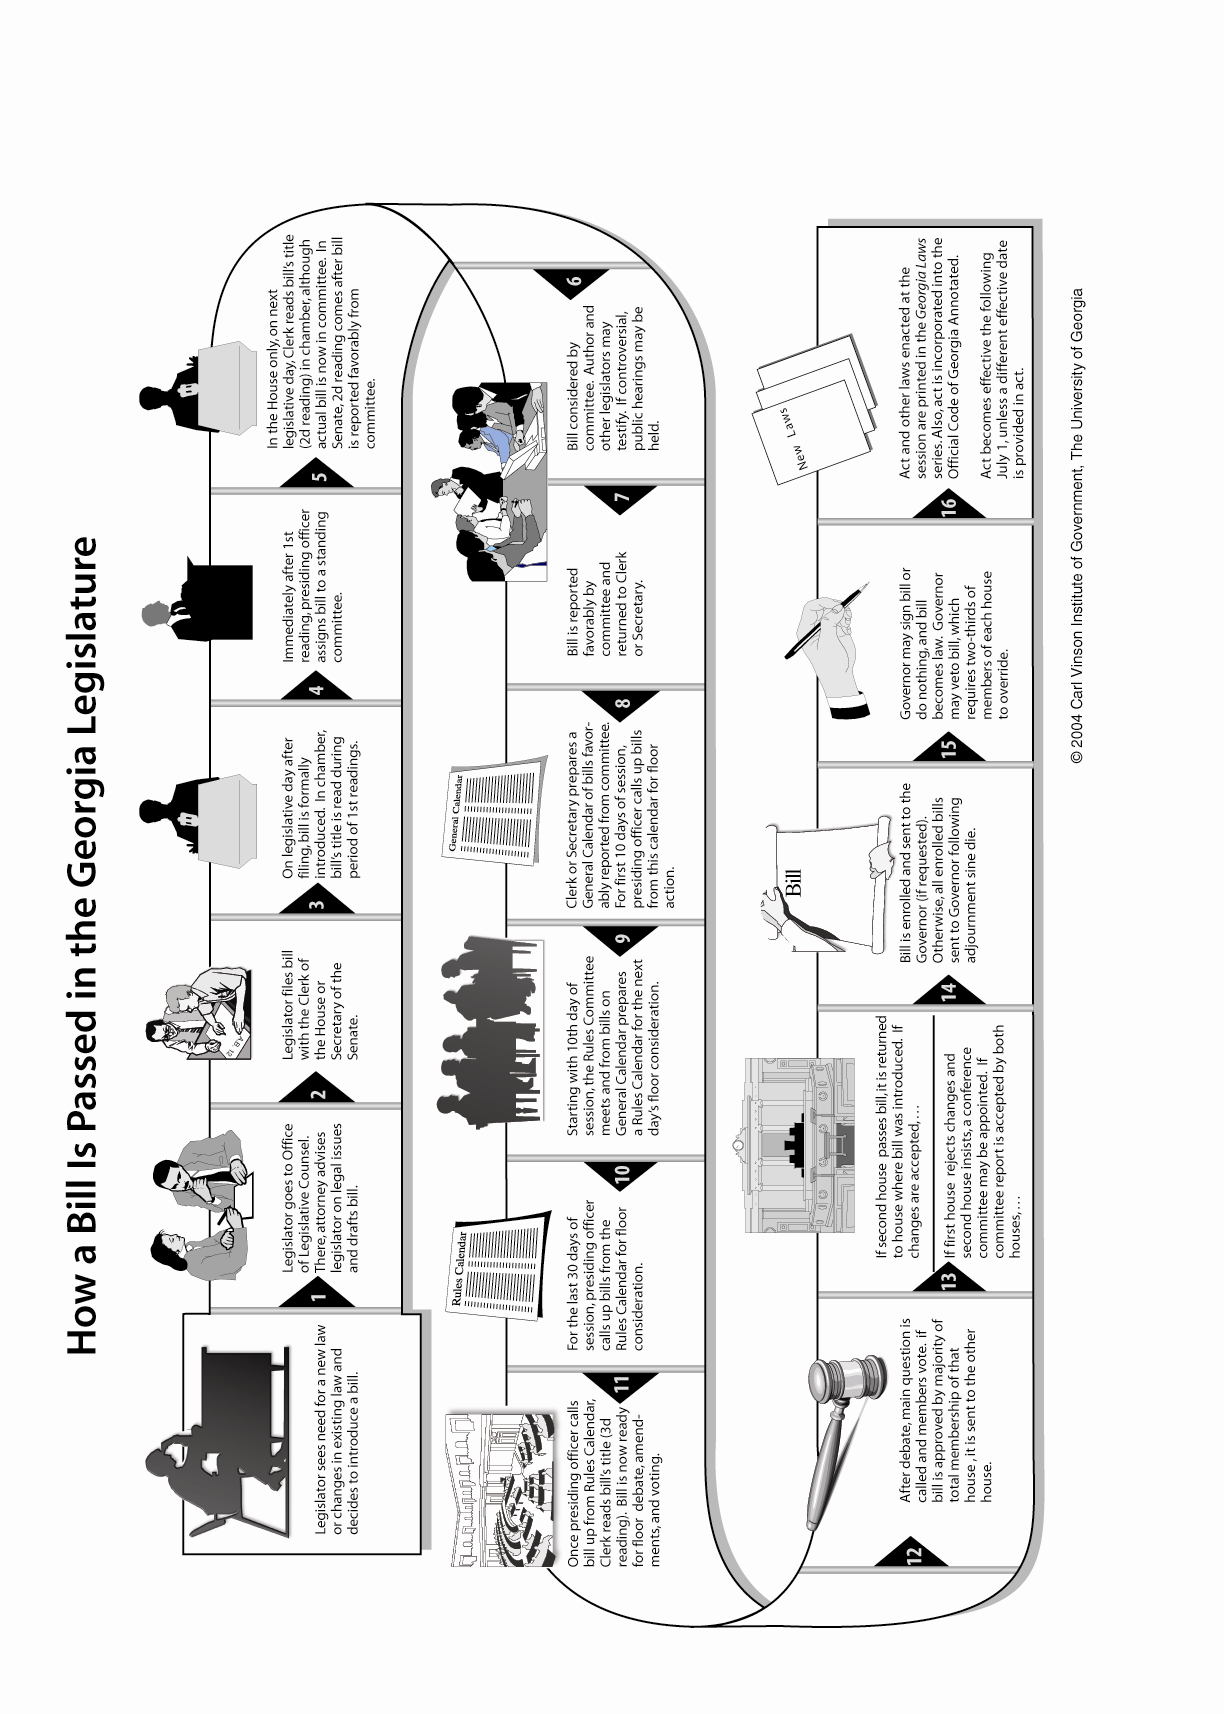 How a Bill Is Passed in the Georgia Legislature
Legislator sees need for a new law
or changes in existing law and
decides to introduce a bill.
1
Legislator goes to Office
of Legislative Counsel.
There, attorney advises
legislator on legal issues
and drafts bill.
2
Legislator files bill
with the Clerk of
the House or
Secretary of the
Senate.
A.B. 12
3
On legislative day after
filing, bill is formally
introduced. In chamber,
bill's title is read during
period of 1st readings.
4
Immediately after 1st
reading, presiding officer
assigns bill to a standing
committee.
5
In the House only, on next
legislative day, Clerk reads bill's title
(2d reading) in chamber, although
actual bill is now in committee. In
Senate, 2d reading comes after bill
is reported favorably from
committee.
6
Bill considered by
committee. Author and
other legislators may
testify. If controversial,
public hearings may be
held.
7
Bill is reported
favorably by
committee and
returned to Clerk
or Secretary.
8
General Calendar
Clerk or Secretary prepares a
General Calendar of bills favor-
ably reported from committee.
For first 10 days of session,
presiding officer calls up bills
from this calendar for floor
action.
9
Starting with 10th day of
session, the Rules Committee
meets and from bills on
General Calendar prepares
a Rules Calendar for the next
day's floor consideration.
10
Rules Calendar
For the last 30 days of
session, presiding officer
calls up bills from the
Rules Calendar for floor
consideration.
11
Once presiding officer calls
bill up from Rules Calendar,
Clerk reads bill's title (3d
reading). Bill is now ready
for floor debate, amend-
ments, and voting.
12
After debate, main question is
called and members vote. if
bill is approved by majority of
total membership of that
house , it is sent to the other
house.
13
If second house passes bill, it is returned
to house where bill was introduced. If
changes are accepted, . . .
If first house rejects changes and
second house insists, a conference
committee may be appointed. If
committee report is accepted by both
houses, . . .
14
Bill
Bill is enrolled and sent to the
Governor (if requested).
Otherwise, all enrolled bills
sent to Governor following
adjournment sine die.
15
Governor may sign bill or
do nothing, and bill
becomes law. Governor
may veto bill, which
requires two-thirds of
members of each house
to override.
16
New Laws
Act and other laws enacted at the
session are printed in the Georgia Laws
series. Also, act is incorporated into the
Official Code of Georgia Annotated.
Act becomes effective the following
July 1, unless a different effective date
is provided in act.
© 2004 Carl Vinson Institute of Government, The University of Georgia